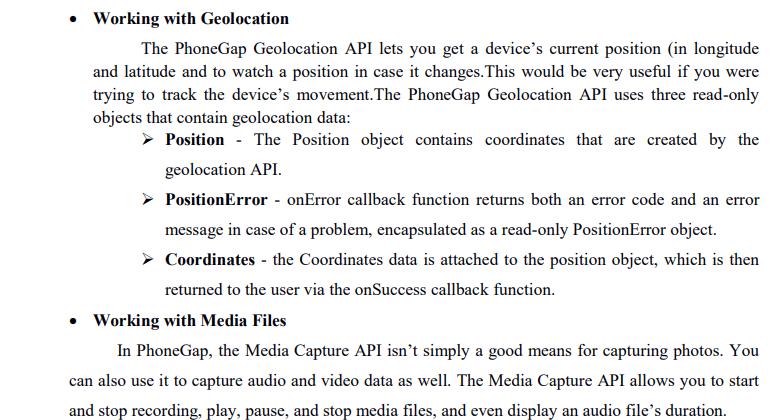 • Working with Geolocation
The PhoneGap Geolocation API lets you get a device’s current position (in longitude
and latitude and to watch a position in case it changes.This would be very useful if you were
trying to track the device’s movement.The PhoneGap Geolocation API uses three read-only
objects that contain geolocation data:
➢ Position - The Position object contains coordinates that are created by the
geolocation API.
➢ PositionError - onError callback function returns both an error code and an error
message in case of a problem, encapsulated as a read-only PositionError object.
➢ Coordinates - the Coordinates data is attached to the position object, which is then
returned to the user via the onSuccess callback function.
• Working with Media Files
In PhoneGap, the Media Capture API isn’t simply a good means for capturing photos. You
can also use it to capture audio and video data as well. The Media Capture API allows you to start
and stop recording, play, pause, and stop media files, and even display an audio file’s duration.